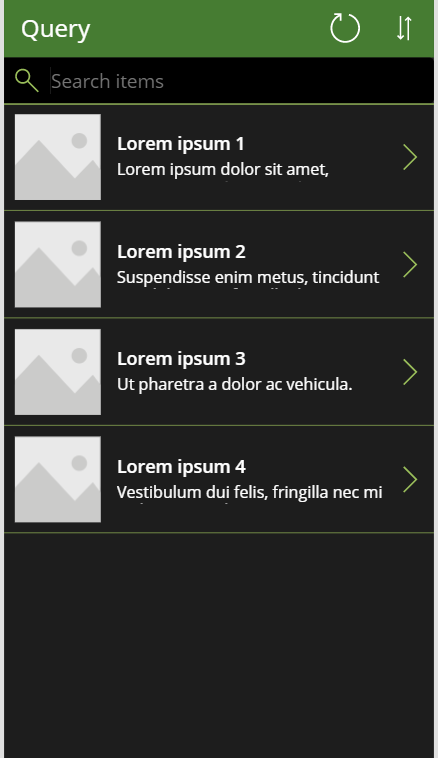 Query
Search items
Lorem ipsum 1
Lorem ipsum dolor sit amet,
Lorem ipsum 2
Suspendisse enim metus, tincidunt
Lorem ipsum 3
Ut pharetra a dolor ac vehicula.
Lorem ipsum 4
Vestibulum dui felis, fringilla nec mi